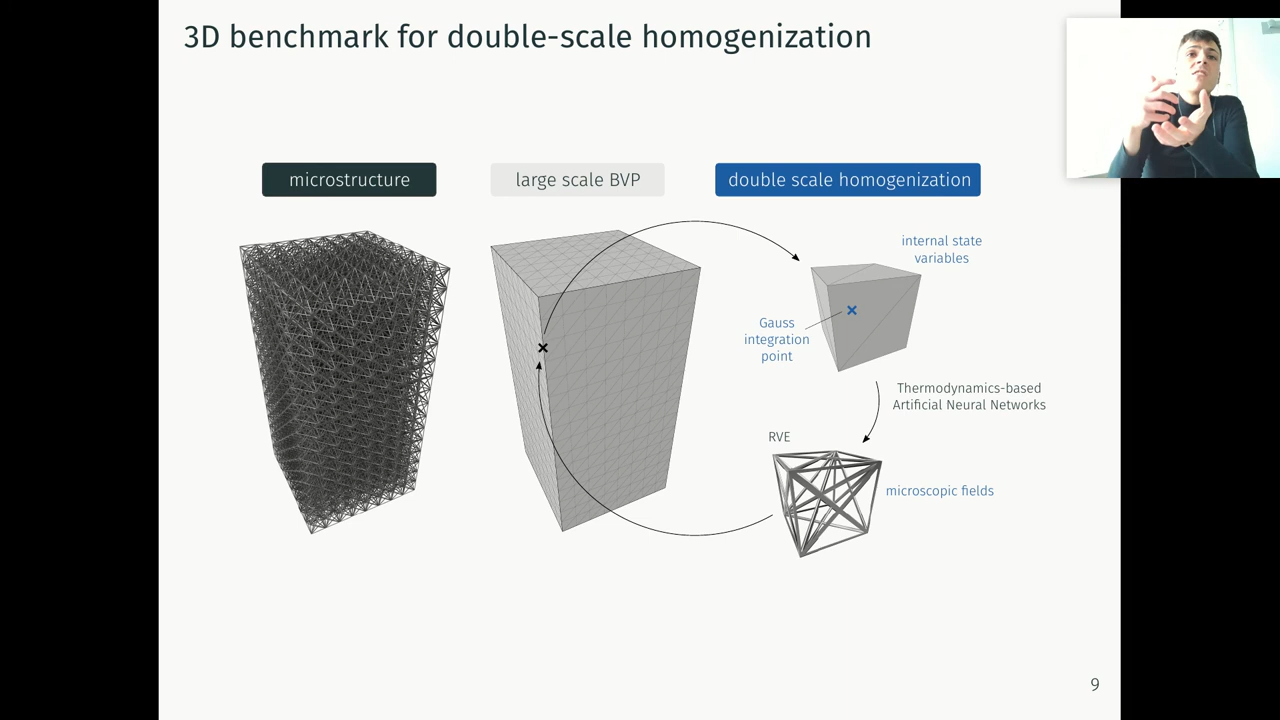 3D benchmark for double-scale homogenization
microstructure
large scale BVP
double scale homogenization
internal state
variables
Gauss
integration
point
Thermodynamics-based
Artificial Neural Networks
RVE
microscopic fields
9